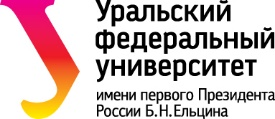 Уральский
федеральный
университет
имени первого Президента
России Б.Н.Ельцина